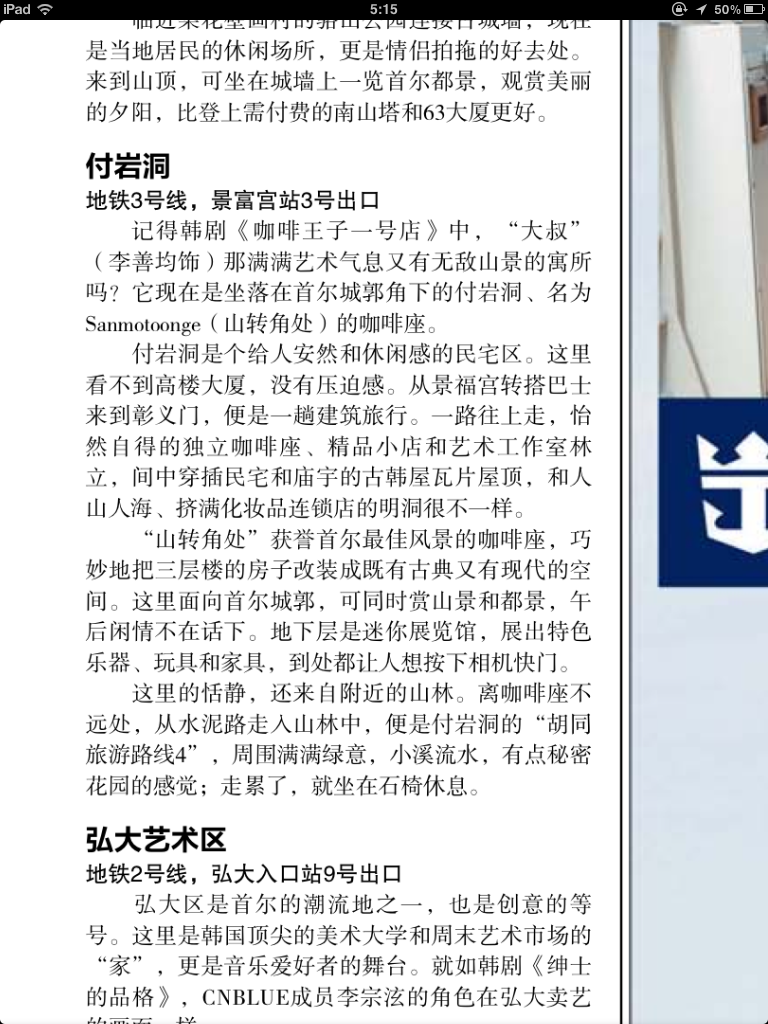 iPad
5:15
50%
临近梨花壁画村的骆山公园连接古城墙，现在
是当地居民的休闲场所，更是情侣拍拖的好去处。
来到山顶，可坐在城墙上一览首尔都景，观赏美丽
的夕阳，比登上需付费的南山塔和63大厦更好。
付岩洞
地铁3号线，景富宫站3号出口
记得韩剧《咖啡王子一号店》中，“大叔”
（李善均饰）那满满艺术气息又有无敌山景的寓所
吗？它现在是坐落在首尔城郭角下的付岩洞、名为
Sanmotoonge（山转角处）的咖啡座。
付岩洞是个给人安然和休闲感的民宅区。这里
看不到高楼大厦，没有压迫感。从景福宫转搭巴士
来到彰义门，便是一趟建筑旅行。一路往上走，怡
然自得的独立咖啡座、精品小店和艺术工作室林
立，间中穿插民宅和庙宇的古韩屋瓦片屋顶，和人
山人海、挤满化妆品连锁店的明洞很不一样。
“山转角处”获誉首尔最佳风景的咖啡座，巧
妙地把三层楼的房子改装成既有古典又有现代的空
间。这里面向首尔城郭，可同时赏山景和都景，午
后闲情不在话下。地下层是迷你展览馆，展出特色
乐器、玩具和家具，到处都让人想按下相机快门。
这里的恬静，还来自附近的山林。离咖啡座不
远处，从水泥路走入山林中，便是付岩洞的“胡同
旅游路线4”，周围满满绿意，小溪流水，有点秘密
花园的感觉；走累了，就坐在石椅休息。
弘大艺术区
地铁2号线，弘大入口站9号出口
弘大区是首尔的潮流地之一，也是创意的等
号。这里是韩国顶尖的美术大学和周末艺术市场的
“家”，更是音乐爱好者的舞台。就如韩剧《绅士
的品格》，CNBLUE成员李宗泫的角色在弘大卖艺
的画面一样